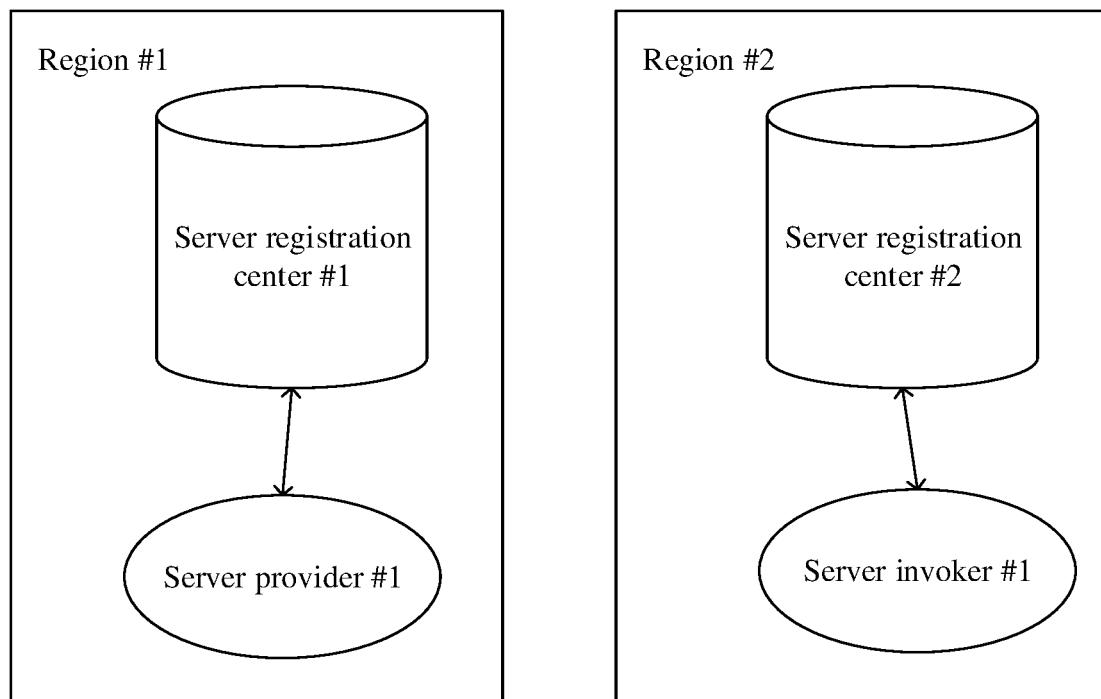 Region #1
Server registration
center #1
Server provider #1
Region #2
Server registration
center #2
Server invoker #1